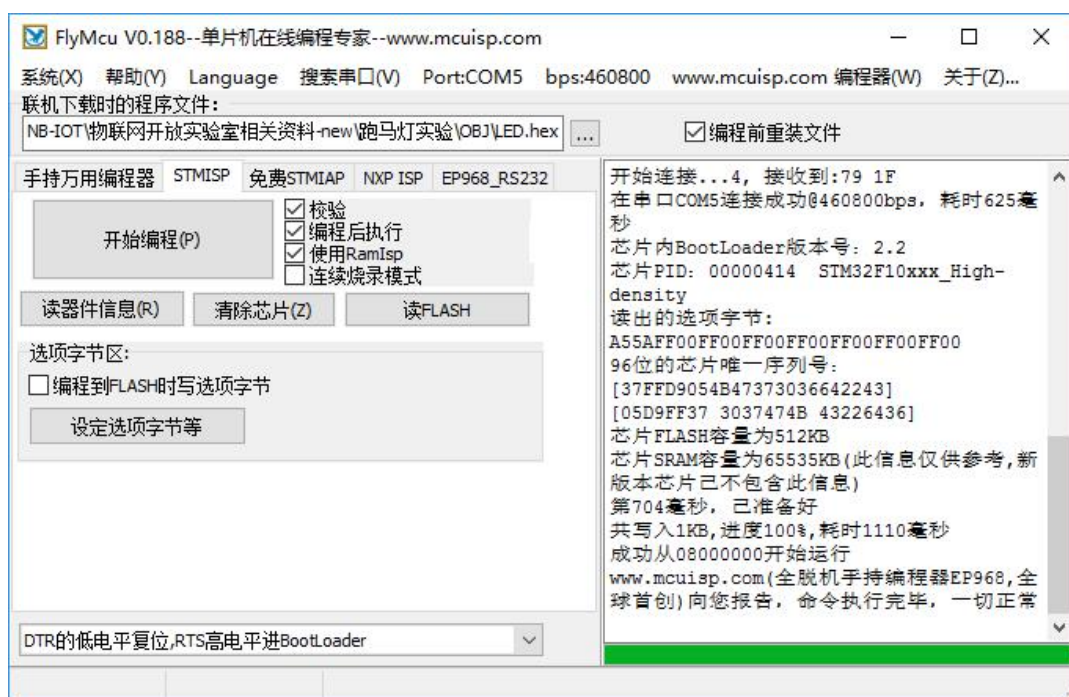 FlyMcu V0.188--单片机在线编程专家--www.mcuisp.com
系统(X) 帮助(Y) Language 搜索串口(V) Port:COM5 bps:460800 www.mcuisp.com 编程器(W) 关于(Z)...
联机下载时的程序文件:
NB-IOT\物联网开放实验室相关资料-new\跑马灯实验\OBJ\LED.hex ... 编程前重装文件
手持万用编程器 STMISP 免费STMIAP NXP ISP EP968_RS232
开始编程(P)
校验
编程后执行
使用RamIsp
连续烧录模式
读器件信息(R) 清除芯片(Z) 读FLASH
选项字节区:
编程到FLASH时写选项字节
设定选项字节等
DTR的低电平复位,RTS高电平进BootLoader
开始连接...4, 接收到:79 1F
在串口COM5连接成功@460800bps, 耗时625毫
秒
芯片内BootLoader版本号: 2.2
芯片PID: 00000414 STM32F10xxx_High-
density
读出的选项字节:
A55AFF00FF00FF00FF00FF00FF00FF00
96位的芯片唯一序列号:
[37FFD9054B47373036642243]
[05D9FF37 3037474B 43226436]
芯片FLASH容量为512KB
芯片SRAM容量为65535KB(此信息仅供参考,新
版本芯片已不包含此信息)
第704毫秒, 已准备好
共写入1KB,进度100%,耗时1110毫秒
成功从08000000开始运行
www.mcuisp.com(全脱机手持编程器EP968,全
球首创)向您报告, 命令执行完毕, 一切正常